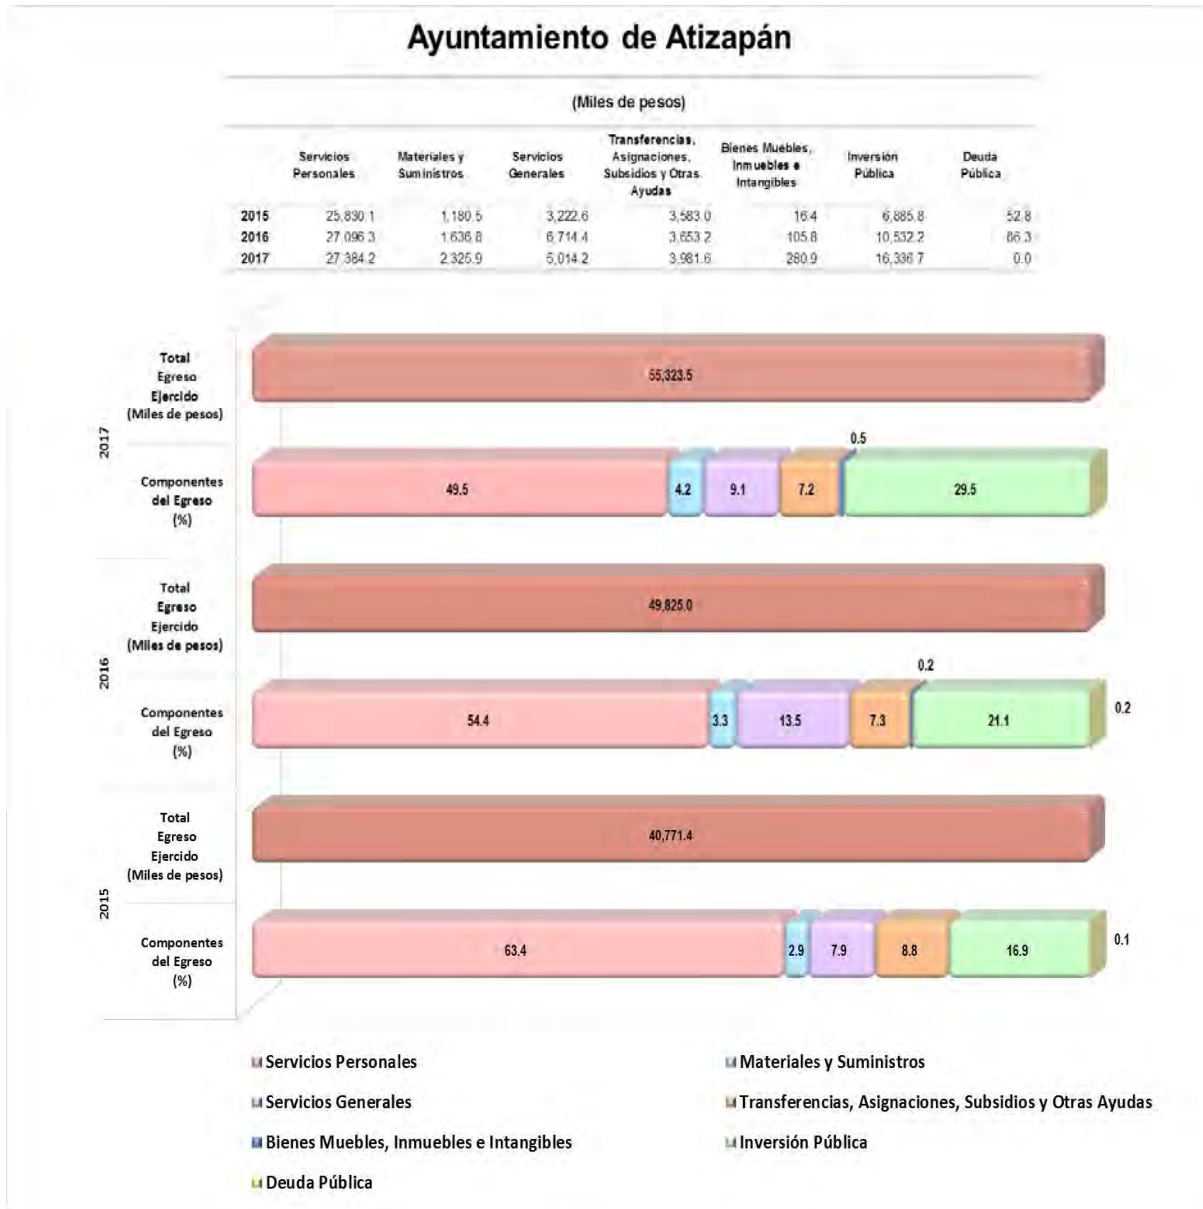 Ayuntamiento de Atizapán
(Miles de pesos)
Servicios Personales Materiales y Suministros Servicios Generales Transferencias, Asignaciones, Subsidios y Otras Ayudas Bienes Muebles, Inmuebles e Intangibles Inversión Pública Deuda Pública
2015 25,830.1 1,180.5 3,222.6 3,583.0 16.4 6,885.8 52.8
2016 27,096.3 1,636.8 6,714.4 3,653.2 105.8 10,532.2 86.3
2017 27,384.2 2,325.9 5,014.2 3,981.6 280.9 16,336.7 0.0
2017
Total
Egreso
Ejercido
(Miles de pesos)
55,323.5
Componentes
del Egreso
(%)
49.5 4.2 9.1 7.2 0.5 29.5
2016
Total
Egreso
Ejercido
(Miles de pesos)
49,825.0
Componentes
del Egreso
(%)
54.4 3.3 13.5 7.3 0.2 21.1 0.2
2015
Total
Egreso
Ejercido
(Miles de pesos)
40,771.4
Componentes
del Egreso
(%)
63.4 2.9 7.9 8.8 16.9 0.1
Servicios Personales
Materiales y Suministros
Servicios Generales
Transferencias, Asignaciones, Subsidios y Otras Ayudas
Bienes Muebles, Inmuebles e Intangibles
Inversión Pública
Deuda Pública